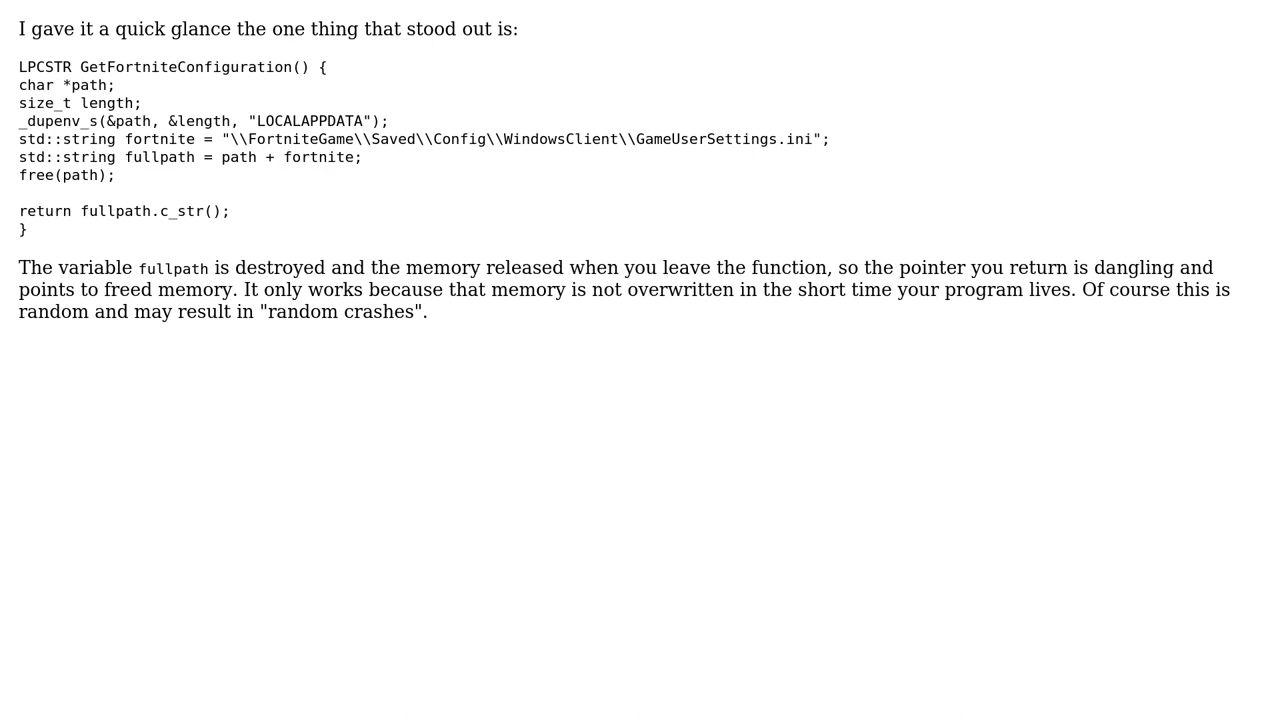 I gave it a quick glance the one thing that stood out is:
LPCSTR GetFortniteConfiguration() {
char *path;
size_t length;
_dupenv_s(&path, &length, "LOCALAPPDATA");
std::string fortnite = "\\FortniteGame\\Saved\\Config\\WindowsClient\\GameUserSettings.ini";
std::string fullpath = path + fortnite;
free(path);
return fullpath.c_str();
}
The variable fullpath is destroyed and the memory released when you leave the function, so the pointer you return is dangling and
points to freed memory. It only works because that memory is not overwritten in the short time your program lives. Of course this is
random and may result in "random crashes".